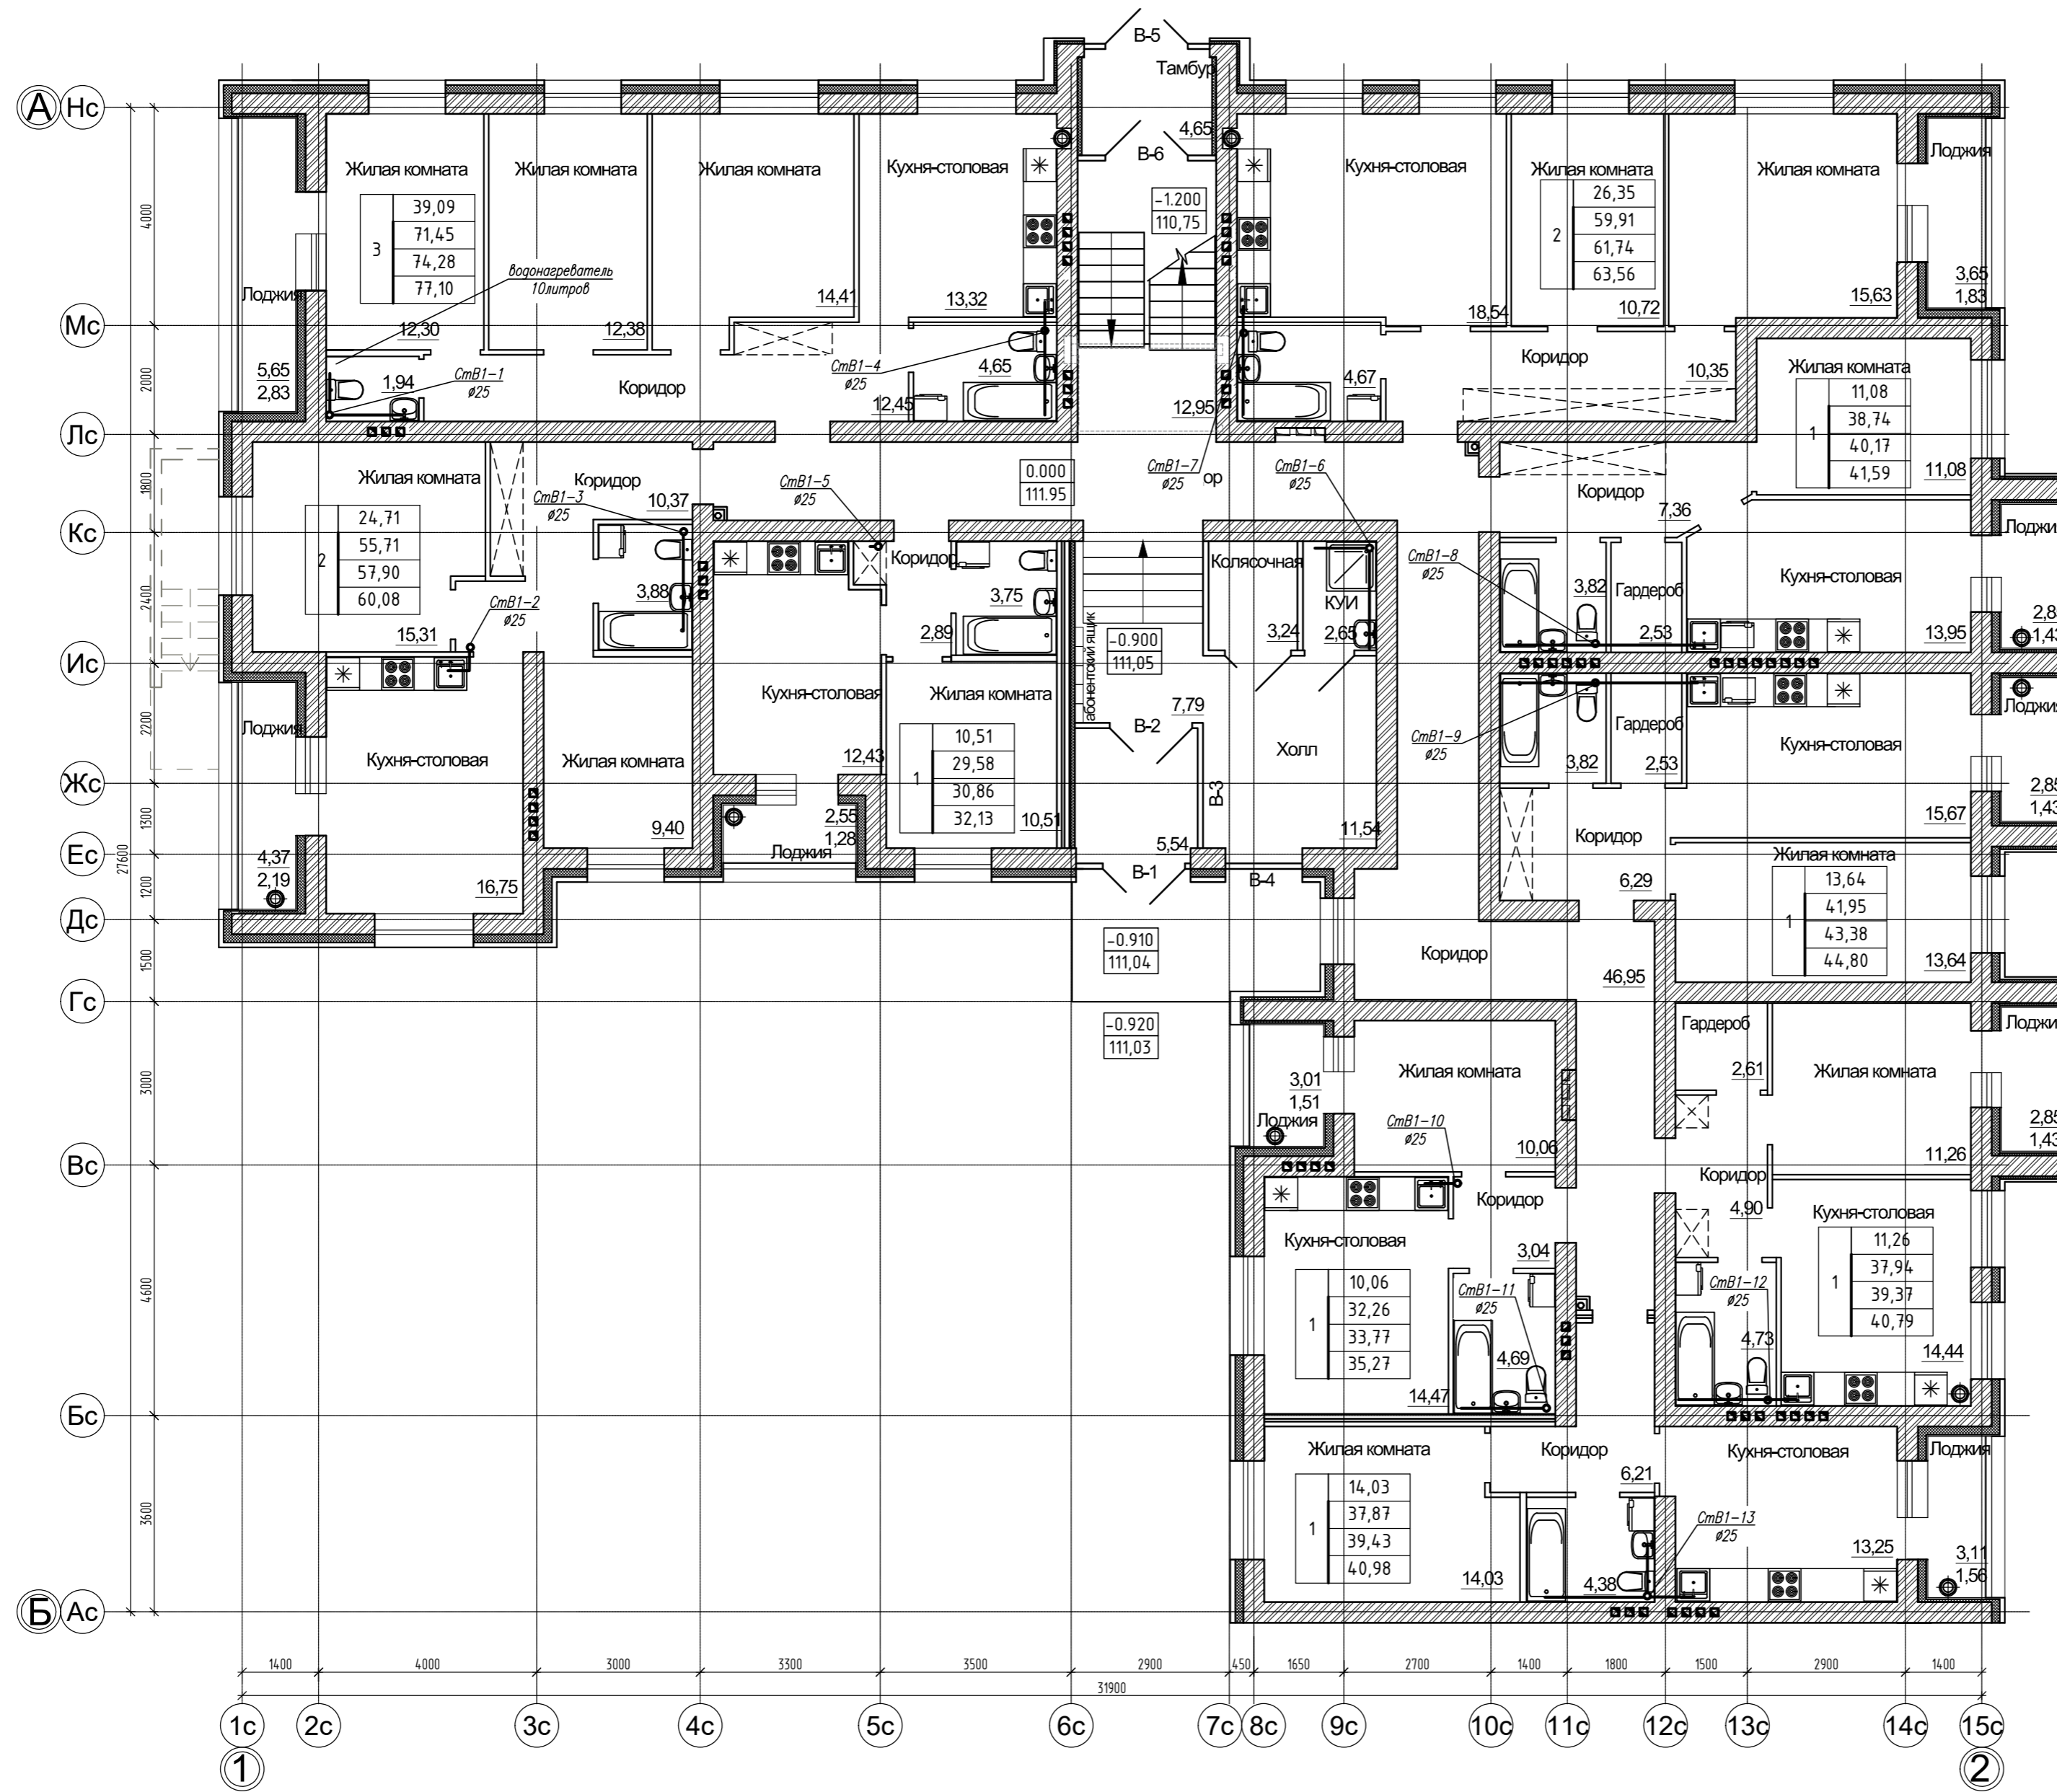 В-5
Тамбур
А
Нс
4,65
В-6
Жилая комната
Жилая комната
Жилая комната
Кухня-столовая
Кухня-столовая
Жилая комната
Жилая комната
Лоджия
3
39,09
71,45
74,28
77,10
-1.200
110,75
2
26,35
59,91
61,74
63,56
водонагреватель
10литров
Лоджия
12,30
12,38
14,41
13,32
18,54
10,72
15,63
3,65
1,83
Мс
5,65
2,83
1,94
СтВ1-1
ø25
Коридор
СтВ1-4
ø25
4,65
12,45
12,95
4,67
Коридор
10,35
Жилая комната
1
11,08
38,74
40,17
41,59
11,08
Лс
Жилая комната
Коридор
10,37
СтВ1-3
ø25
СтВ1-5
ø25
0.000
111.95
СтВ1-7
ø25
ор
СтВ1-6
ø25
Коридор
7,36
Лоджи
Кс
2
24,71
55,71
57,90
60,08
15,31
СтВ1-2
ø25
3,88
Коридор
3,75
2,89
Колясочная
КУИ
3,24
2,65
абонентский ящик
-0.900
111,05
СтВ1-8
ø25
3,82
Гардероб
2,53
Кухня-столовая
13,95
2,8
1,43
Ис
Лоджия
Кухня-столовая
Жилая комната
Кухня-столовая
Жилая комната
7,79
В-2
Холл
В-3
СтВ1-9
ø25
3,82
Гардероб
2,53
Кухня-столовая
Лоджия
12,43
1
10,51
29,58
30,86
32,13
10,51
Жс
9,40
2,55
1,28
Лоджия
5,54
11,54
В-1
В-4
Коридор
6,29
15,67
2,85
1,43
Ес
4,37
2,19
16,75
Жилая комната
1
13,64
41,95
43,38
44,80
13,64
Дс
-0.910
111,04
Коридор
46,95
Гс
-0.920
111,03
3,01
1,51
Лоджия
Жилая комната
10,06
СтВ1-10
ø25
Гардероб
2,61
Жилая комната
11,26
Лоджи
2,85
1,43
Вс
Коридор
3,04
Кухня-столовая
1
10,06
32,26
33,77
35,27
14,47
СтВ1-11
ø25
4,69
Коридор
4,90
Кухня-столовая
1
11,26
37,94
39,37
40,79
14,44
СтВ1-12
ø25
4,73
Бс
Жилая комната
1
14,03
37,87
39,43
40,98
14,03
Коридор
6,21
4,38
СтВ1-13
ø25
Кухня-столовая
13,25
Лоджия
3,11
1,56
Б
Ас
4000
2000
1800
2400
2200
1300
1200
1500
3000
4600
3600
27600
1400
4000
3000
3300
3500
2900
450
1650
2700
1400
1800
1500
2900
1400
31900
1с
2с
3с
4с
5с
6с
7с
8с
9с
10с
11с
12с
13с
14с
15с
1
2